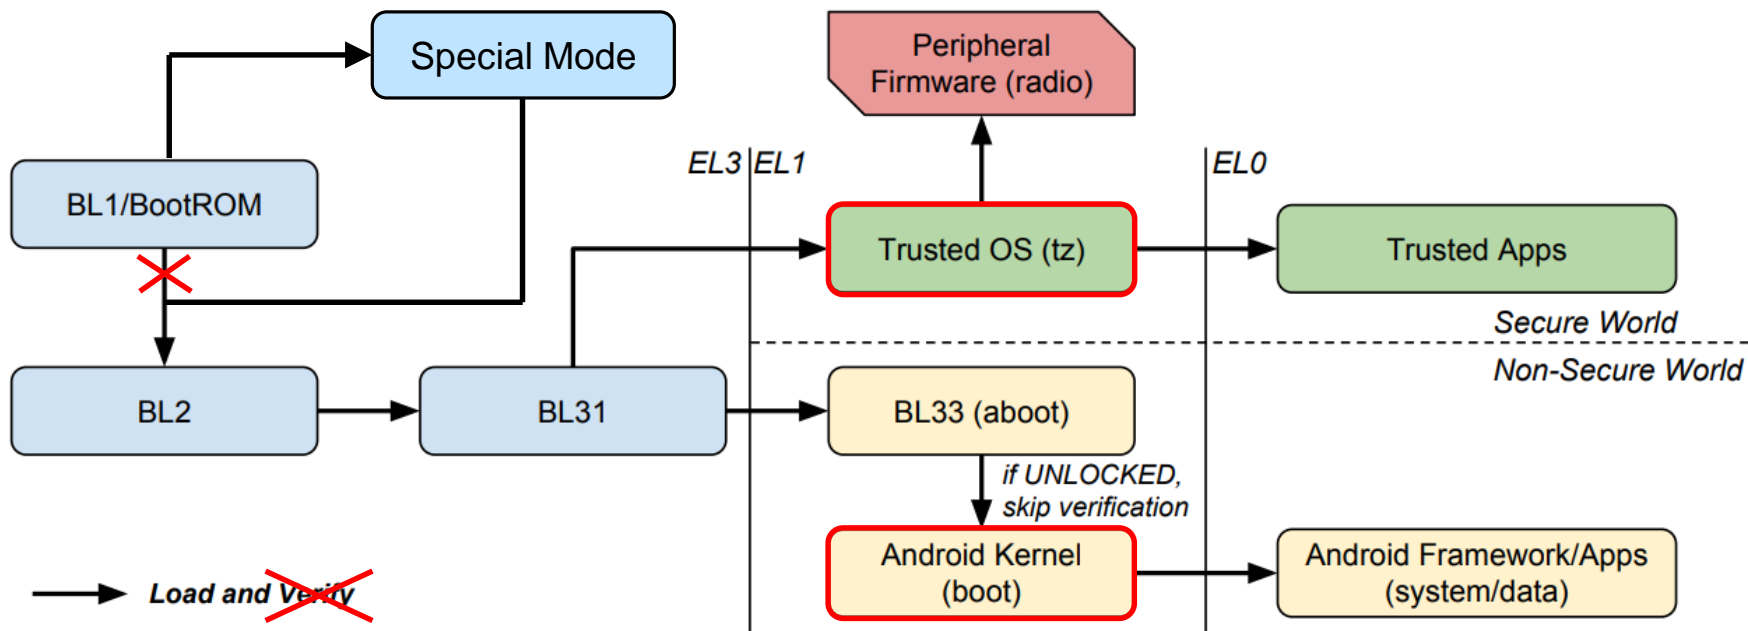 Special Mode
Peripheral
Firmware (radio)
EL3
EL1
EL0
BL1/BootROM
Trusted OS (tz)
Trusted Apps
Secure World
Non-Secure World
BL2
BL31
BL33 (aboot)
if UNLOCKED,
skip verification
Android Kernel
(boot)
Android Framework/Apps
(system/data)
Load and Verify